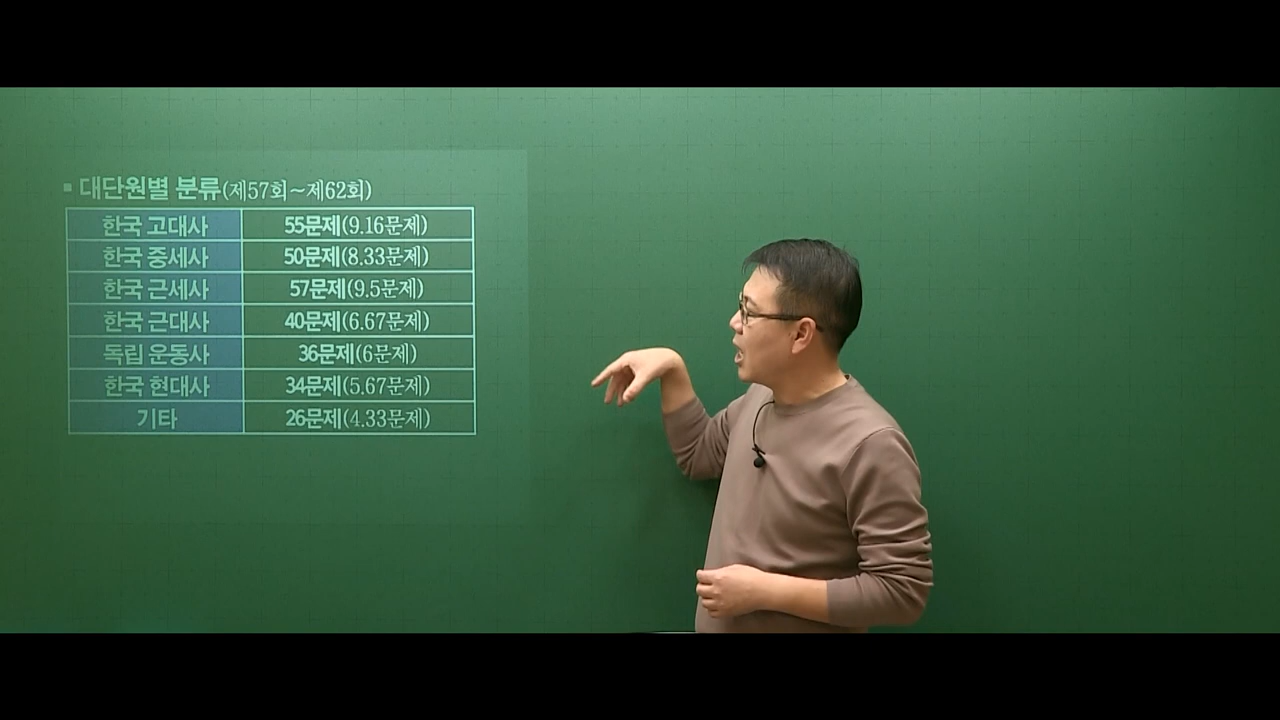 ▪ 대단원별 분류(제57회~제62회)
한국 고대사 55문제(9.16문제)
한국 중세사 50문제(8.33문제)
한국 근세사 57문제(9.5문제)
한국 근대사 40문제(6.67문제)
독립 운동사 36문제(6문제)
한국 현대사 34문제(5.67문제)
기타 26문제(4.33문제)